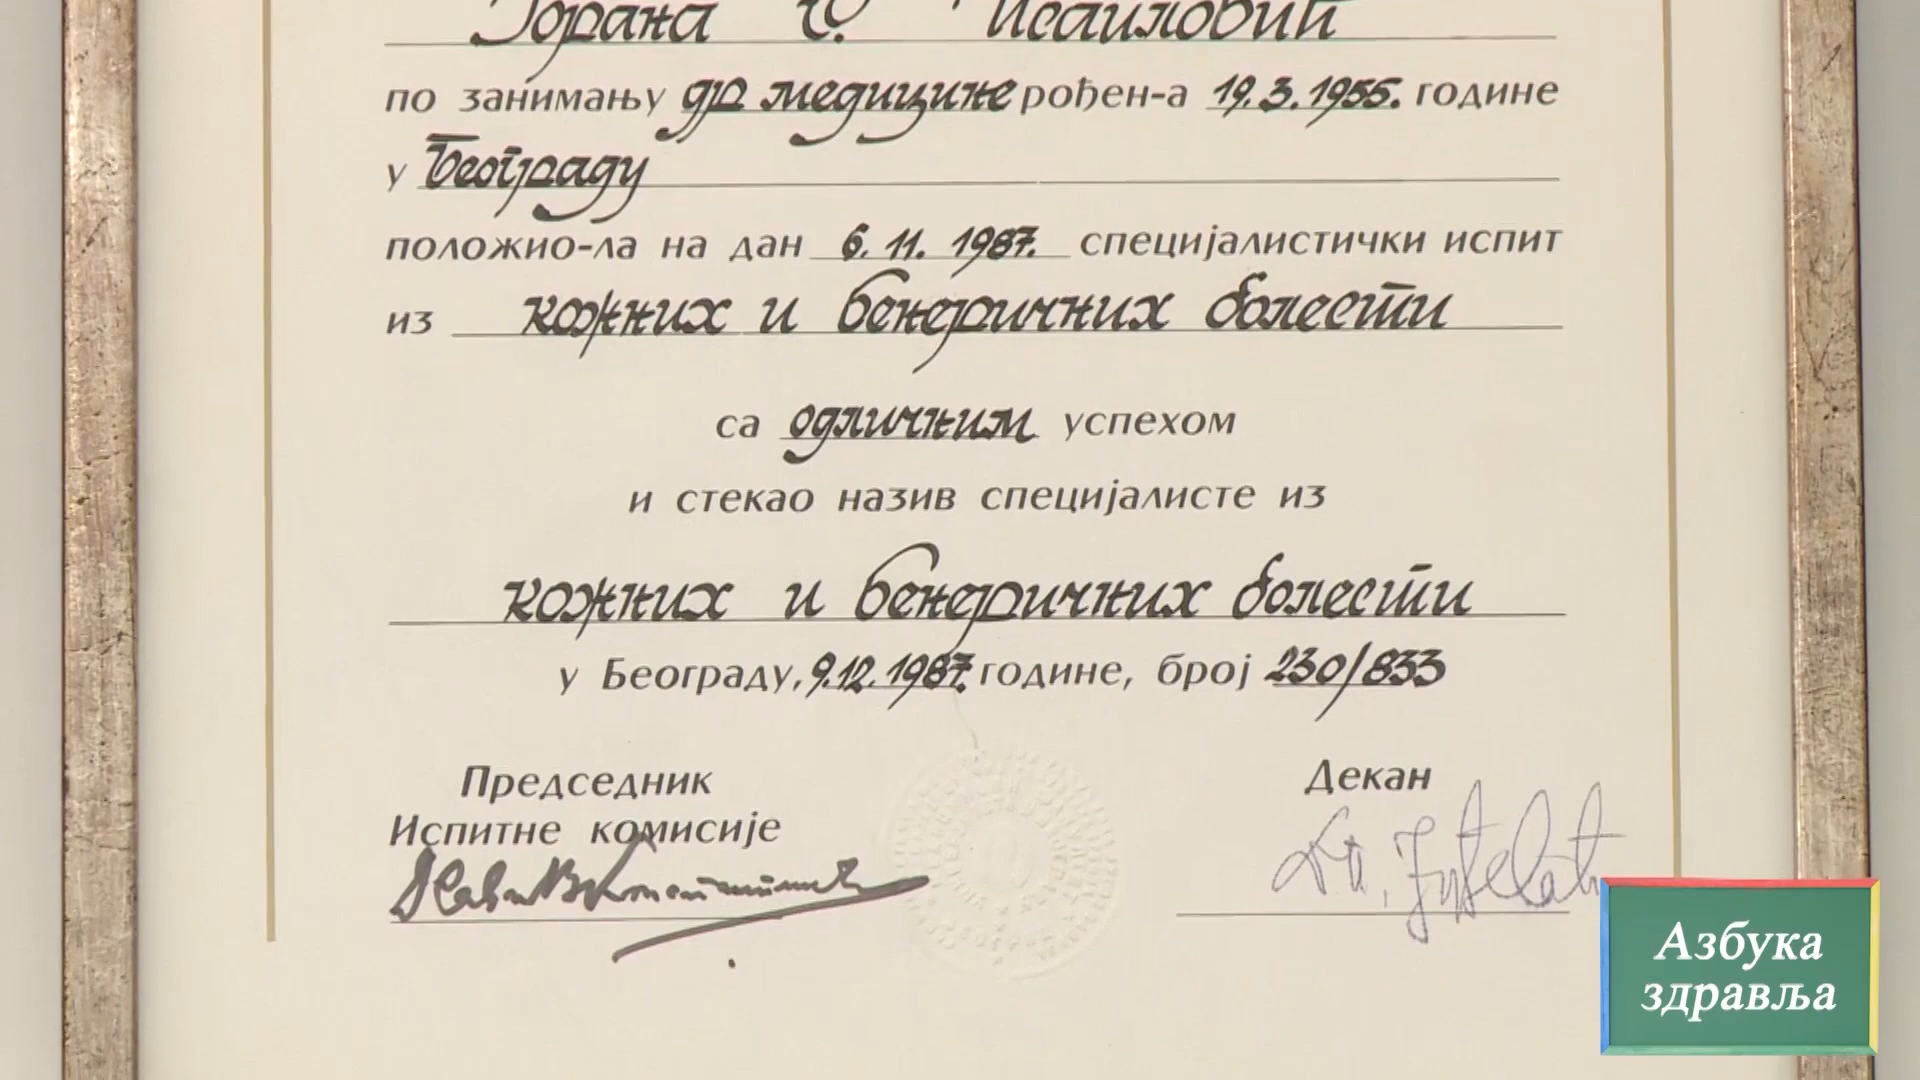 Горана С. Исаиловић
по занимању др медицине рођен-а 19.3.1955. године
у Београду
положио-ла на дан 6. 11. 1987. специјалистички испит
из кожних и венеричних болести
са одличним успехом
и стекао назив специјалисте из
кожних и венеричних болести
у Београду, 9.12.1987. године, број 230/833
Председник
Испитне комисије
Декан
Азбука
здравља